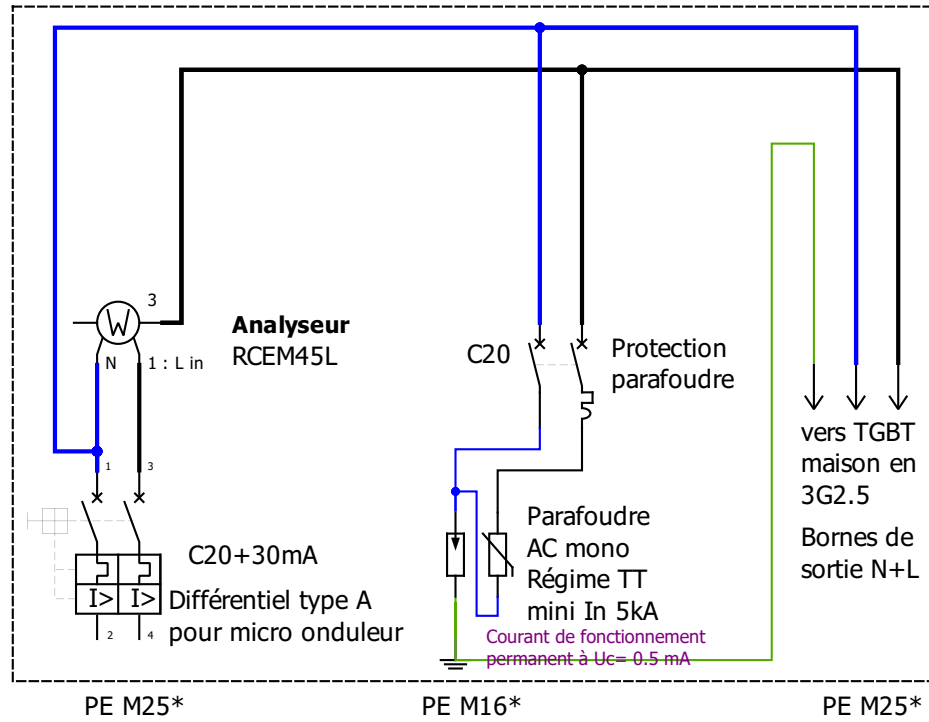 3
W
N
1 : L in
Analyseur
RCEM45L
1
3
C20+30mA
I>
I>
Différentiel type A
pour micro onduleur
2
4
C20
Protection
parafoudre
Parafoudre
AC mono
Régime TT
mini In 5kA
Courant de fonctionnement
permanent à Uc= 0.5 mA
vers TGBT
maison en
3G2.5
Bornes de
sortie N+L
PE M25*
PE M16*
PE M25*